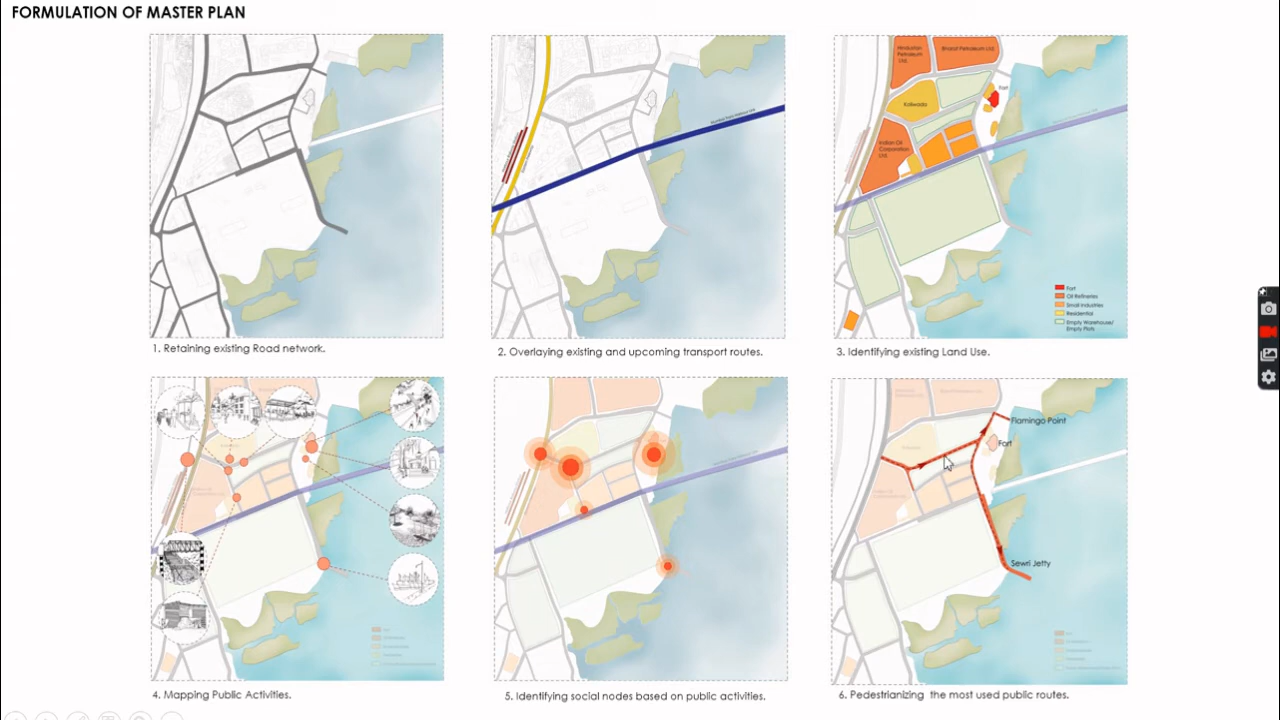 FORMULATION OF MASTER PLAN
1. Retaining existing Road network.
2. Overlaying existing and upcoming transport routes.
Hindustan
Petroleum
Ltd.
Bharat Petroleum Ltd.
Fort
Koliwada
Indian Oil
Corporation
Ltd.
Fort
Oil Refineries
Small Industries
Residential
Empty Warehouse/
Empty Plots
3. Identifying existing Land Use.
4. Mapping Public Activities.
5. Identifying social nodes based on public activities.
Flamingo Point
Fort
Sewri Jetty
6. Pedestrianizing the most used public routes.